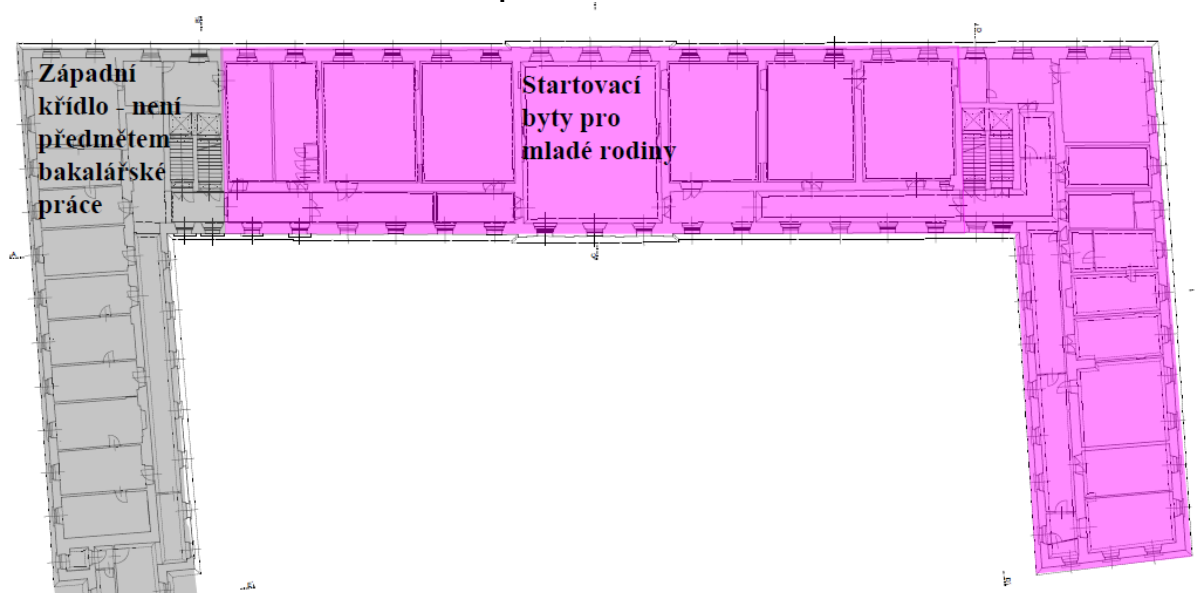 Západní
křídlo - není
předmětem
bakalářské
práce
Startovací
byty pro
mladé rodiny